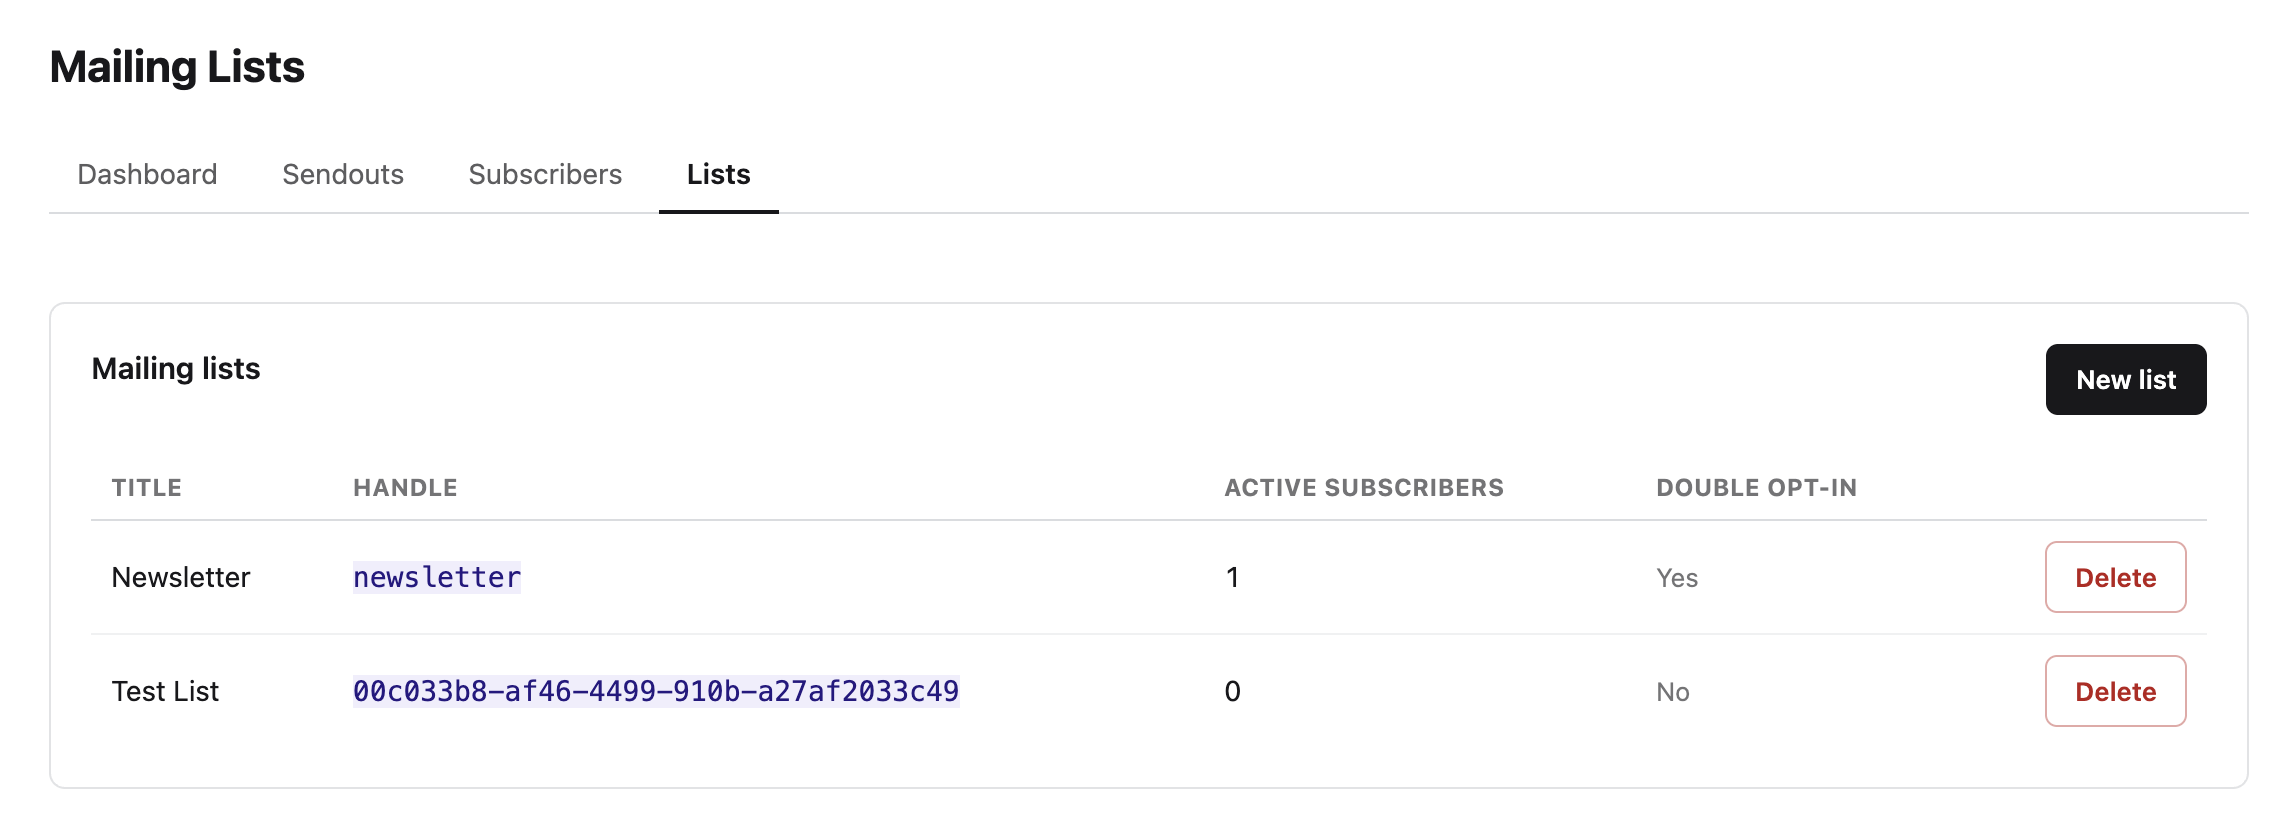 Mailing Lists
Dashboard Sendouts Subscribers Lists
Mailing lists New list
TITLE HANDLE ACTIVE SUBSCRIBERS DOUBLE OPT-IN
Newsletter newsletter 1 Yes Delete
Test List 00c033b8-af46-4499-910b-a27af2033c49 0 No Delete